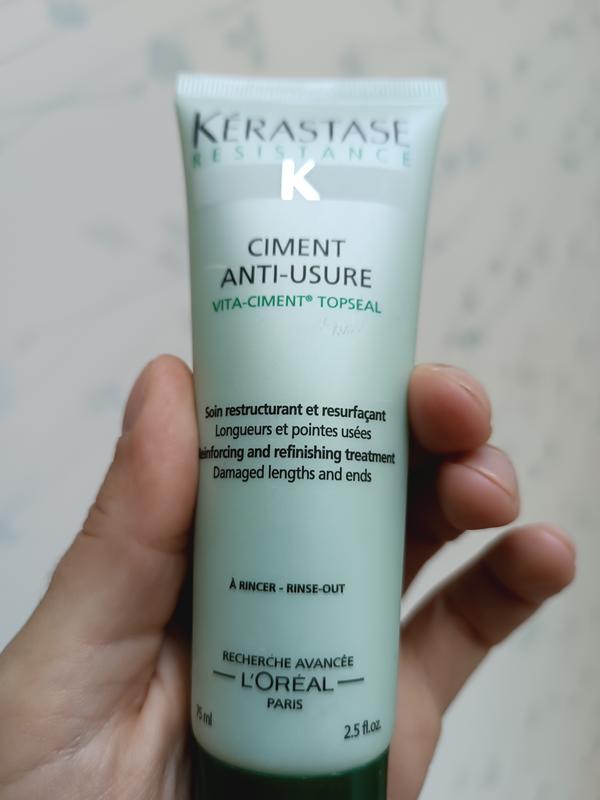 KÉRASTASE
RESISTANCE
K
CIMENT
ANTI-USURE
VITA-CIMENT® TOPSEAL
Soin restructurant et resurfaçant
Longueurs et pointes usées
Reinforcing and refinishing treatment
Damaged lengths and ends
À RINCER - RINSE-OUT
RECHERCHE AVANCÉE
L'ORÉAL
PARIS
75 ml
2.5 fl.oz.